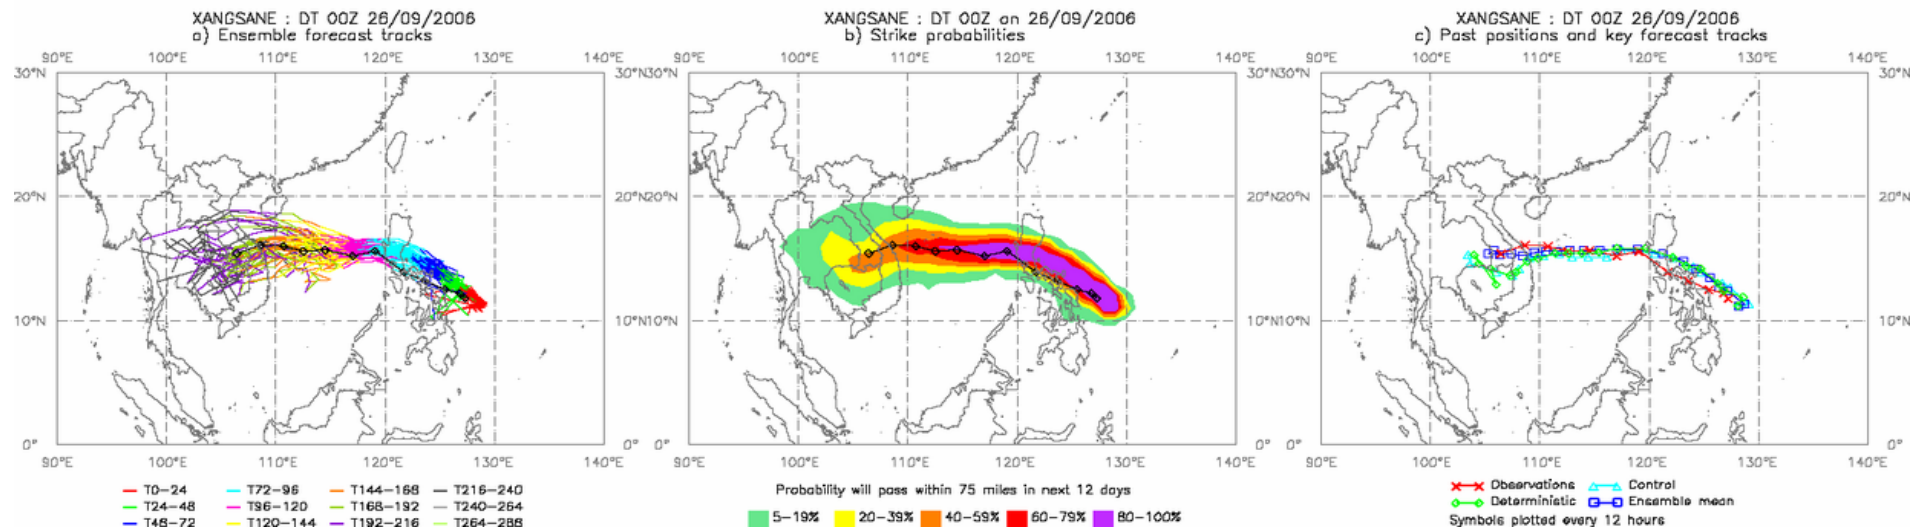 XANGSANE : DT 00Z 26/09/2006
a) Ensemble forecast tracks
90°E 100°E 110°E 120°E 130°E 140°E
30°N 30°N
20°N 20°N
10°N 10°N
0° 0°
90°E 100°E 110°E 120°E 130°E 140°E
T0-24 T72-96 T144-168 T216-240
T24-48 T96-120 T168-192 T240-264
T48-72 T120-144 T192-216 T264-288
XANGSANE : DT 00Z on 26/09/2006
b) Strike probabilities
90°E 100°E 110°E 120°E 130°E 140°E
30°N 30°N
20°N 20°N
10°N 10°N
0° 0°
90°E 100°E 110°E 120°E 130°E 140°E
Probability will pass within 75 miles in next 12 days
5-19% 20-39% 40-59% 60-79% 80-100%
XANGSANE : DT 00Z 26/09/2006
c) Past positions and key forecast tracks
90°E 100°E 110°E 120°E 130°E 140°E
30°N 30°N
20°N 20°N
10°N 10°N
0° 0°
90°E 100°E 110°E 120°E 130°E 140°E
Observations Control
Deterministic Ensemble mean
Symbols plotted every 12 hours